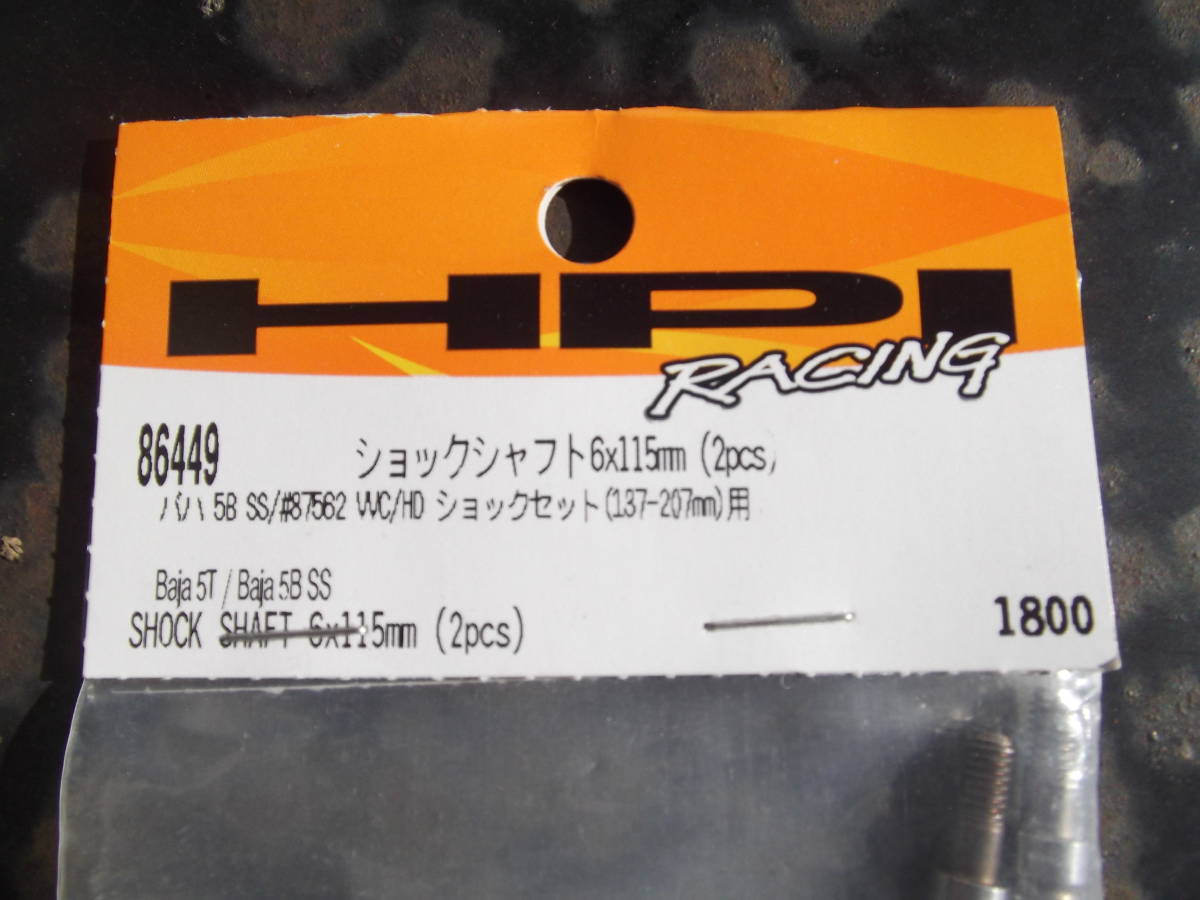 HPI
RACING
86449 ショックシャフト6x115mm (2pcs)
バハ 5B SS/#87562 VVC/HD ショックセット(137-207mm)用
Baja 5T / Baja 5B SS
SHOCK SHAFT 6x115mm (2pcs)
1800